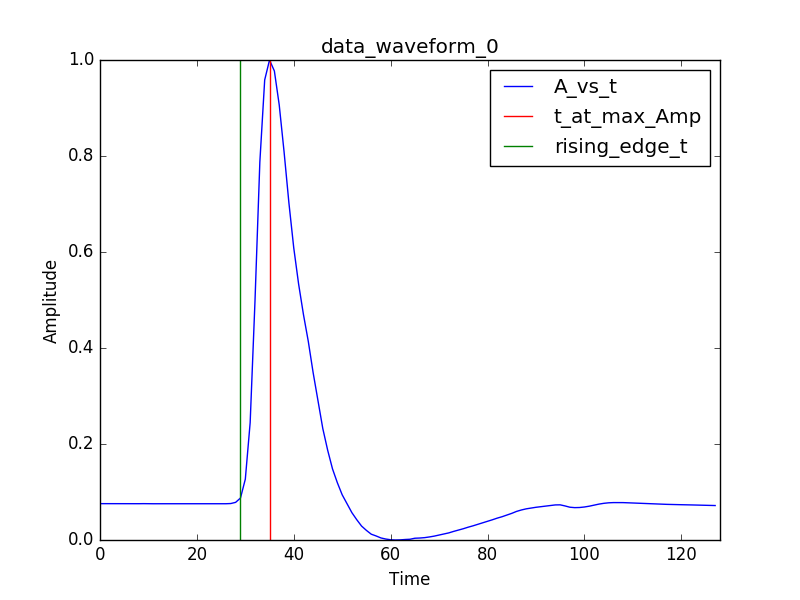 data_waveform_0
A_vs_t
t_at_max_Amp
rising_edge_t
Amplitude
1.0
0.8
0.6
0.4
0.2
0.0
0 20 40 60 80 100 120
Time